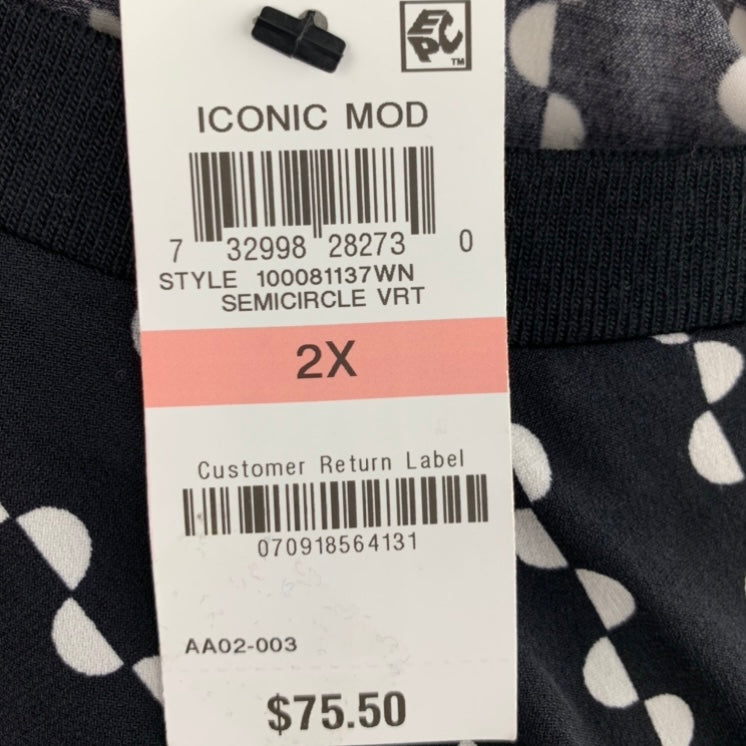 EPC
TM
ICONIC MOD
7 32998 28273 0
STYLE 100081137WN
SEMICIRCLE VRT
2X
Customer Return Label
070918564131
AA02-003
$75.50